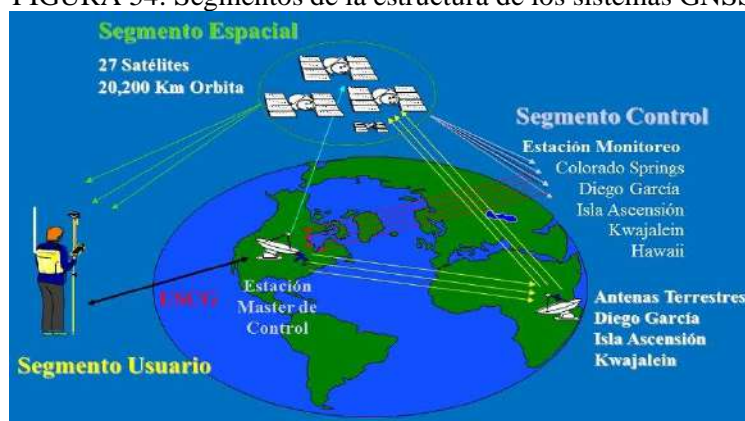 FIGURA 34. Segmentos de la estructura de los sistemas GNSS
Segmento Espacial
27 Satélites
20,200 Km Orbita
Segmento Control
Estación Monitoreo
Colorado Springs
Diego García
Isla Ascensión
Kwajalein
Hawaii
Estación
Master de
Control
Antenas Terrestres
Diego García
Isla Ascensión
Kwajalein
Segmento Usuario